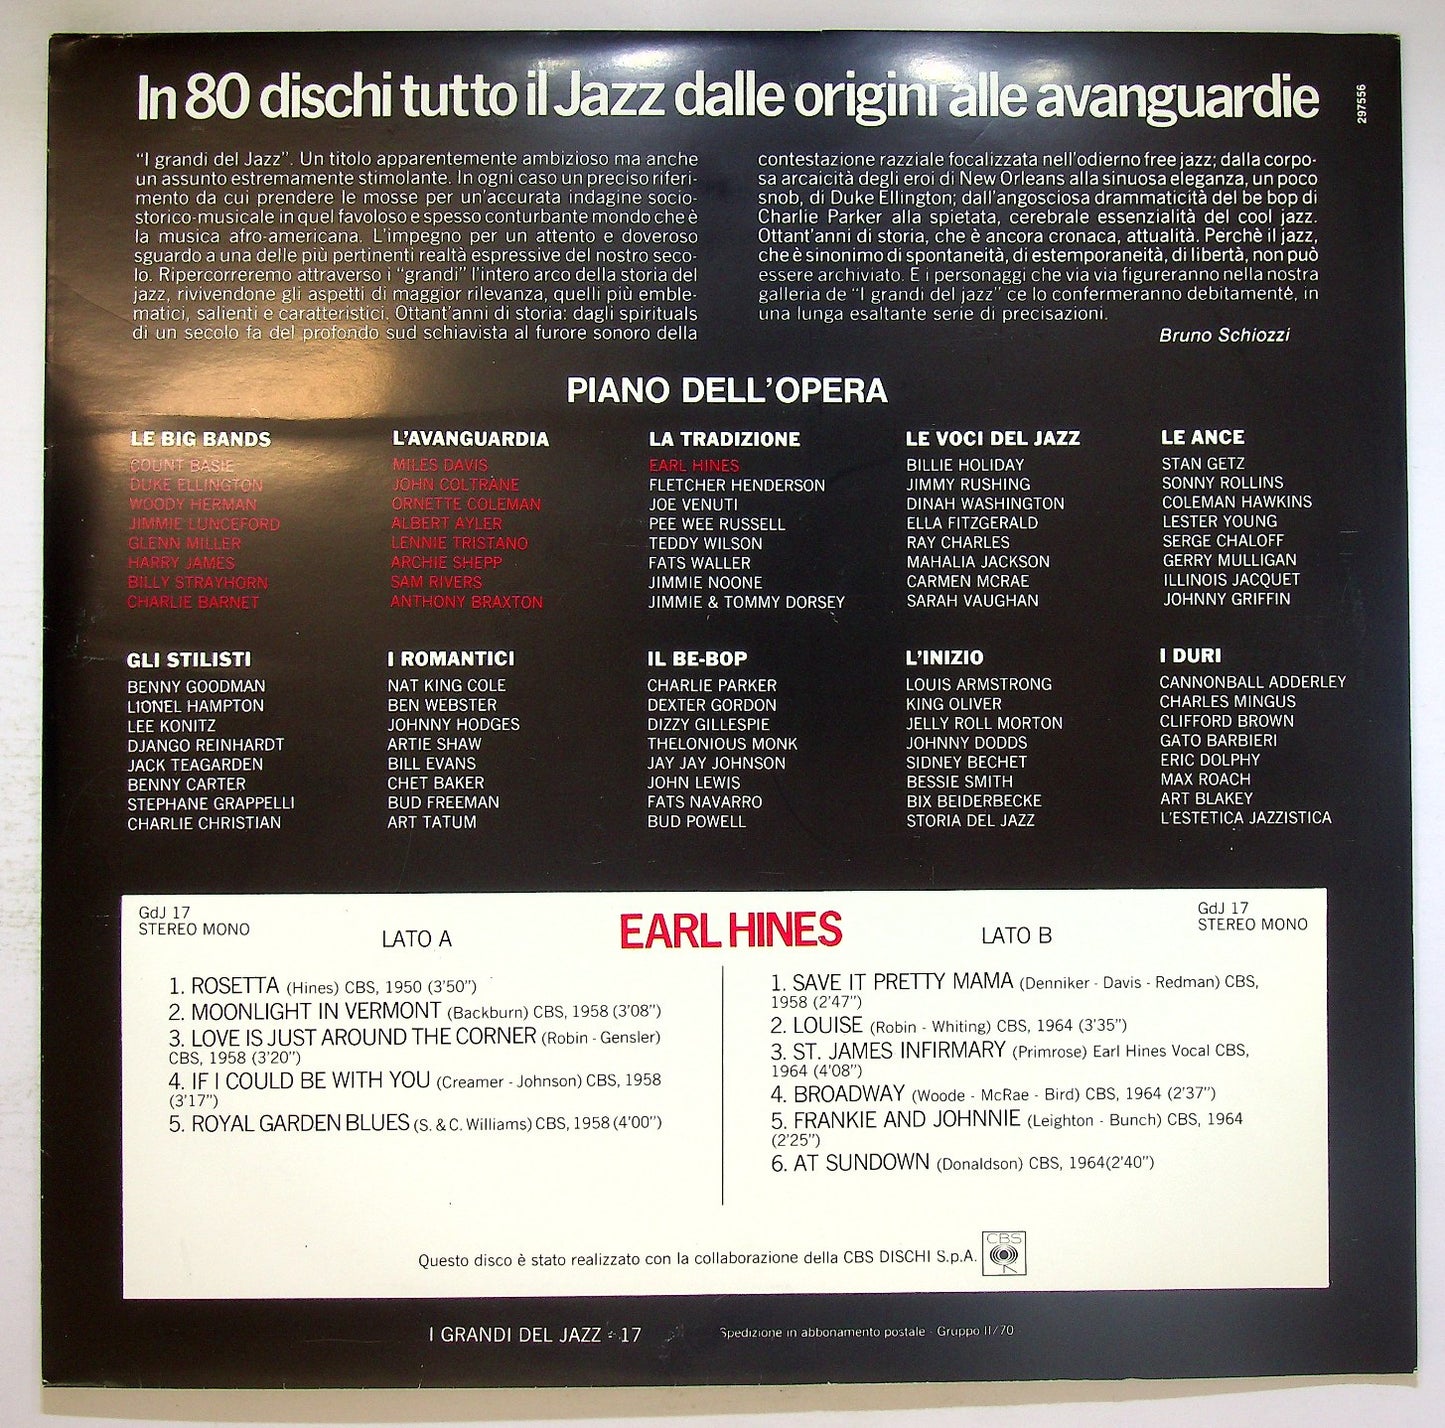 In 80 dischi tutto il Jazz dalle origini alle avanguardie
297556
“I grandi del Jazz”. Un titolo apparentemente ambizioso ma anche
un assunto estremamente stimolante. In ogni caso un preciso riferi-
mento da cui prendere le mosse per un’accurata indagine socio-
storico-musicale in quel favoloso e spesso conturbante mondo che è
la musica afro-americana. L’impegno per un attento e doveroso
sguardo a una delle più pertinenti realtà espressive del nostro seco-
lo. Ripercorreremo attraverso i “grandi” l’intero arco della storia del
jazz, rivivendone gli aspetti di maggior rilevanza, quelli più emble-
matici, salienti e caratteristici. Ottant’anni di storia: dagli spirituals
di un secolo fa del profondo sud schiavista al furore sonoro della
contestazione razziale focalizzata nell’odierno free jazz; dalla corpo-
sa arcaicità degli eroi di New Orleans alla sinuosa eleganza, un poco
snob, di Duke Ellington; dall’angosciosa drammaticità del be bop di
Charlie Parker alla spietata, cerebrale essenzialità del cool jazz.
Ottant’anni di storia, che è ancora cronaca, attualità. Perchè il jazz,
che è sinonimo di spontaneità, di estemporaneità, di libertà, non può
essere archiviato. E i personaggi che via via figureranno nella nostra
galleria de “I grandi del jazz” ce lo confermeranno debitamente, in
una lunga esaltante serie di precisazioni.
Bruno Schiozzi
PIANO DELL’OPERA
LE BIG BANDS
COUNT BASIE
DUKE ELLINGTON
WOODY HERMAN
JIMMIE LUNCEFORD
GLENN MILLER
HARRY JAMES
BILLY STRAYHORN
CHARLIE BARNET
L’AVANGUARDIA
MILES DAVIS
JOHN COLTRANE
ORNETTE COLEMAN
ALBERT AYLER
LENNIE TRISTANO
ARCHIE SHEPP
SAM RIVERS
ANTHONY BRAXTON
LA TRADIZIONE
EARL HINES
FLETCHER HENDERSON
JOE VENUTI
PEE WEE RUSSELL
TEDDY WILSON
FATS WALLER
JIMMIE NOONE
JIMMIE & TOMMY DORSEY
LE VOCI DEL JAZZ
BILLIE HOLIDAY
JIMMY RUSHING
DINAH WASHINGTON
ELLA FITZGERALD
RAY CHARLES
MAHALIA JACKSON
CARMEN MCRAE
SARAH VAUGHAN
LE ANCE
STAN GETZ
SONNY ROLLINS
COLEMAN HAWKINS
LESTER YOUNG
SERGE CHALOFF
GERRY MULLIGAN
ILLINOIS JACQUET
JOHNNY GRIFFIN
GLI STILISTI
BENNY GOODMAN
LIONEL HAMPTON
LEE KONITZ
DJANGO REINHARDT
JACK TEAGARDEN
BENNY CARTER
STEPHANE GRAPPELLI
CHARLIE CHRISTIAN
I ROMANTICI
NAT KING COLE
BEN WEBSTER
JOHNNY HODGES
ARTIE SHAW
BILL EVANS
CHET BAKER
BUD FREEMAN
ART TATUM
IL BE-BOP
CHARLIE PARKER
DEXTER GORDON
DIZZY GILLESPIE
THELONIOUS MONK
JAY JAY JOHNSON
JOHN LEWIS
FATS NAVARRO
BUD POWELL
L’INIZIO
LOUIS ARMSTRONG
KING OLIVER
JELLY ROLL MORTON
JOHNNY DODDS
SIDNEY BECHET
BESSIE SMITH
BIX BEIDERBECKE
STORIA DEL JAZZ
I DURI
CANNONBALL ADDERLEY
CHARLES MINGUS
CLIFFORD BROWN
GATO BARBIERI
ERIC DOLPHY
MAX ROACH
ART BLAKEY
L’ESTETICA JAZZISTICA
GdJ 17
STEREO MONO
EARL HINES
GdJ 17
STEREO MONO
LATO A
1. ROSETTA (Hines) CBS, 1950 (3’50”)
2. MOONLIGHT IN VERMONT (Backburn) CBS, 1958 (3’08”)
3. LOVE IS JUST AROUND THE CORNER (Robin - Gensler)
CBS, 1958 (3’20”)
4. IF I COULD BE WITH YOU (Creamer - Johnson) CBS, 1958
(3’17”)
5. ROYAL GARDEN BLUES (S. & C. Williams) CBS, 1958 (4’00”)
LATO B
1. SAVE IT PRETTY MAMA (Denniker - Davis - Redman) CBS,
1958 (2’47”)
2. LOUISE (Robin - Whiting) CBS, 1964 (3’35”)
3. ST. JAMES INFIRMARY (Primrose) Earl Hines Vocal CBS,
1964 (4’08”)
4. BROADWAY (Woode - McRae - Bird) CBS, 1964 (2’37”)
5. FRANKIE AND JOHNNIE (Leighton - Bunch) CBS, 1964
(2’25”)
6. AT SUNDOWN (Donaldson) CBS, 1964(2’40”)
Questo disco è stato realizzato con la collaborazione della CBS DISCHI S.p.A.
CBS
I GRANDI DEL JAZZ - 17
Spedizione in abbonamento postale - Gruppo II/70